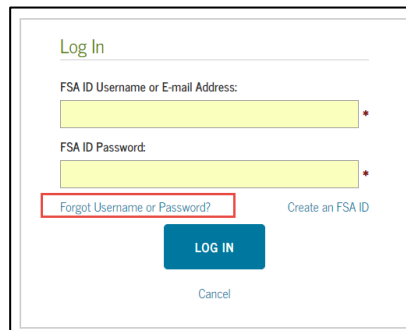 Log In
FSA ID Username or E-mail Address:
*
FSA ID Password:
*
Forgot Username or Password? Create an FSA ID
LOG IN
Cancel